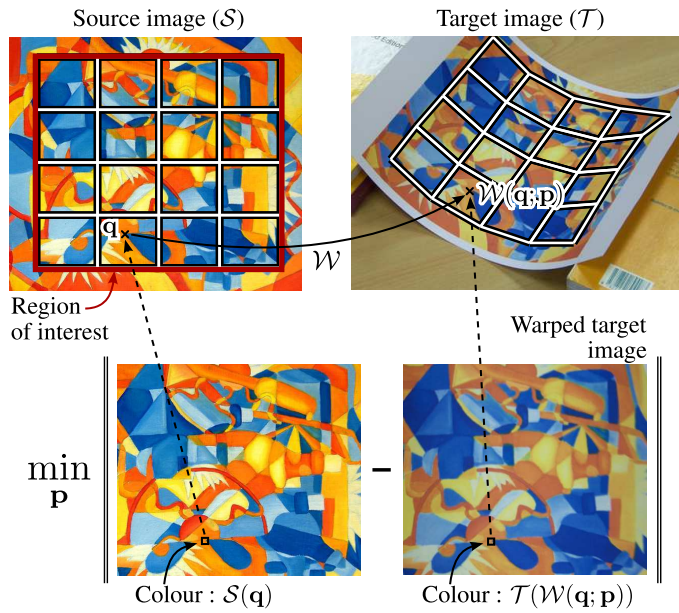 Source image (𝒮)
Target image (𝒯)
q
𝒲(q;p)
𝒲
Region
of interest
Warped target
image
min
p
−
Colour : 𝒮(q)
Colour : 𝒯(𝒲(q; p))